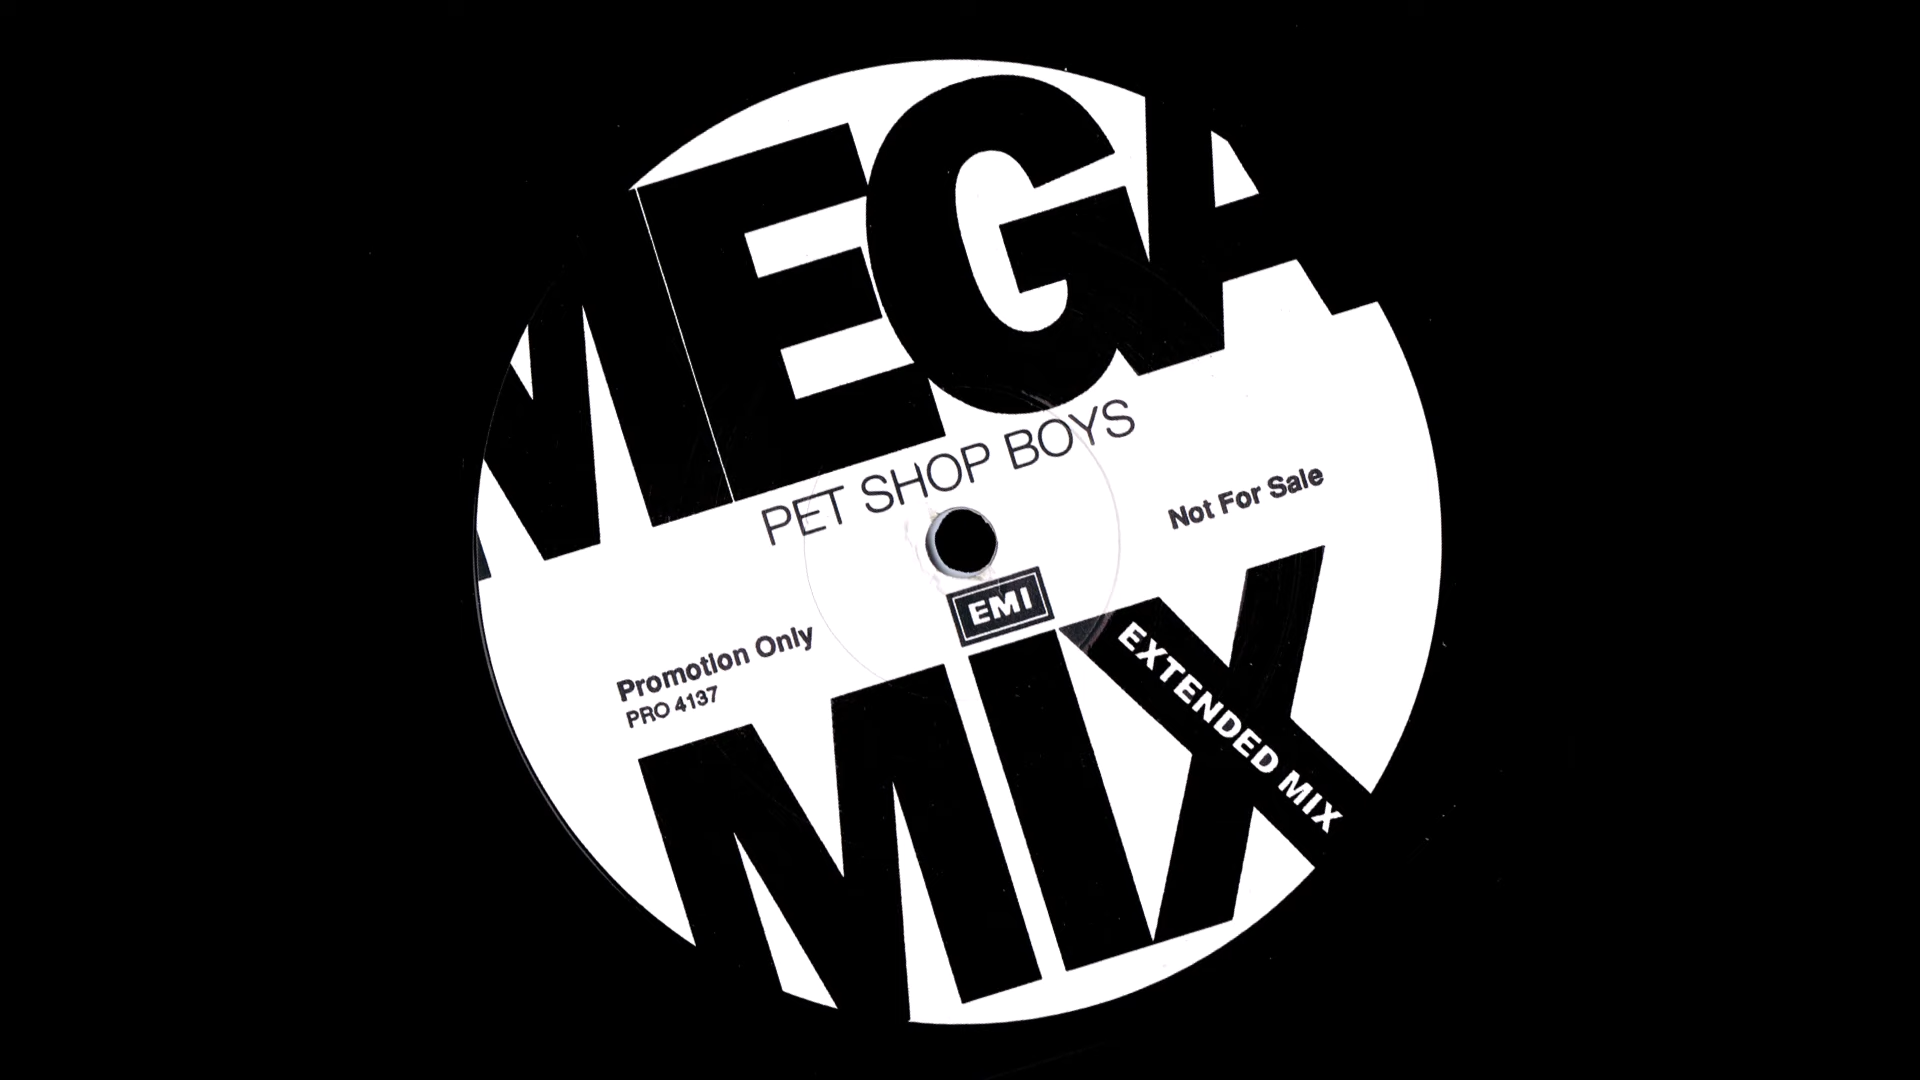 MEGA
PET SHOP BOYS
Not For Sale
EMI
Promotion Only
PRO 4137
MIX
EXTENDED MIX